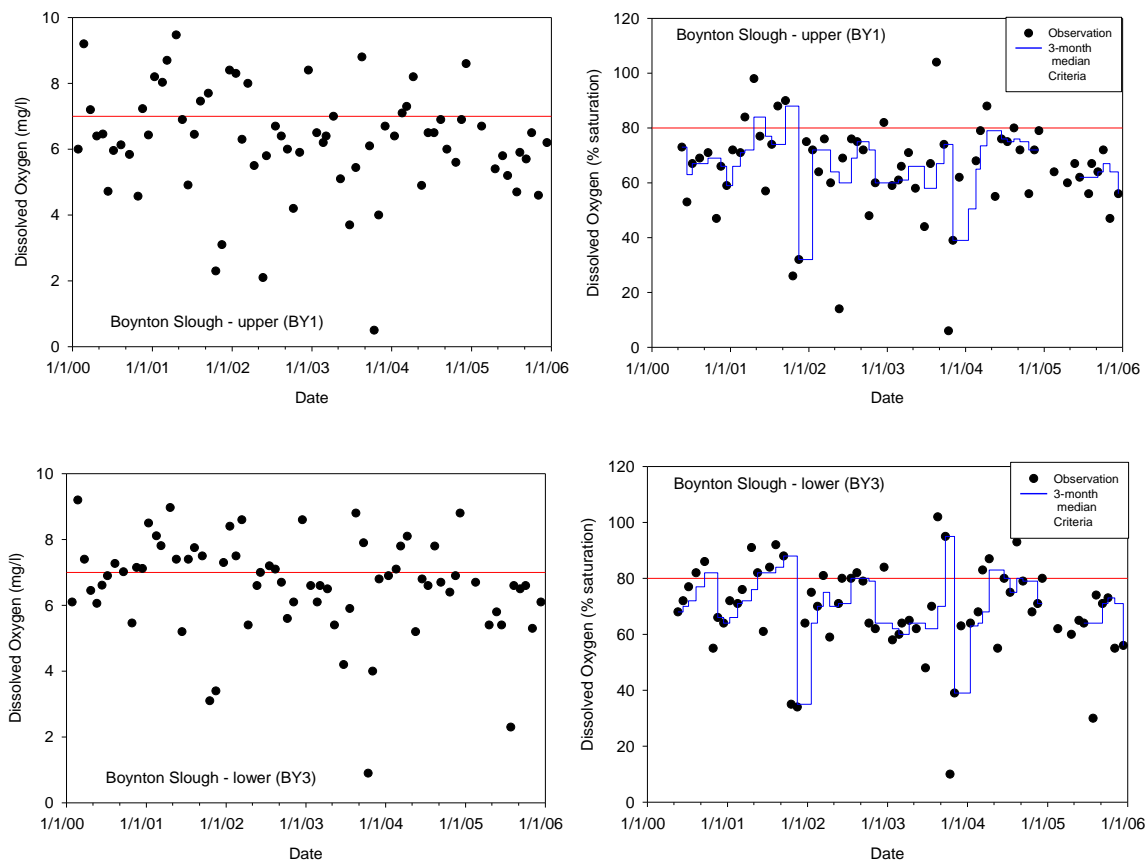 10
8
6
4
2
0
Dissolved Oxygen (mg/l)
Boynton Slough - upper (BY1)
1/1/00 1/1/01 1/1/02 1/1/03 1/1/04 1/1/05 1/1/06
Date
Boynton Slough - upper (BY1)
Observation
3-month
median
Criteria
120
100
80
60
40
20
0
Dissolved Oxygen (% saturation)
1/1/00 1/1/01 1/1/02 1/1/03 1/1/04 1/1/05 1/1/06
Date
10
8
6
4
2
0
Dissolved Oxygen (mg/l)
Boynton Slough - lower (BY3)
1/1/00 1/1/01 1/1/02 1/1/03 1/1/04 1/1/05 1/1/06
Date
Boynton Slough - lower (BY3)
Observation
3-month
median
Criteria
120
100
80
60
40
20
0
Dissolved Oxygen (% saturation)
1/1/00 1/1/01 1/1/02 1/1/03 1/1/04 1/1/05 1/1/06
Date